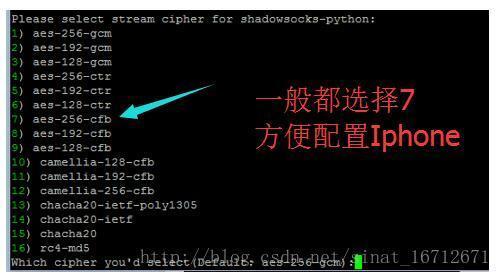 Please select stream cipher for shadowsocks-python:
1) aes-256-gcm
2) aes-192-gcm
3) aes-128-gcm
4) aes-256-ctr
5) aes-192-ctr
6) aes-128-ctr
7) aes-256-cfb
8) aes-192-cfb
9) aes-128-cfb
10) camellia-128-cfb
11) camellia-192-cfb
12) camellia-256-cfb
13) chacha20-ietf-poly1305
14) chacha20-ietf
15) chacha20
16) rc4-md5
Which cipher you'd select(Default: aes-256-gcm):
一般都选择7
方便配置Iphone
http://blog.csdn.net/sinat_16712671